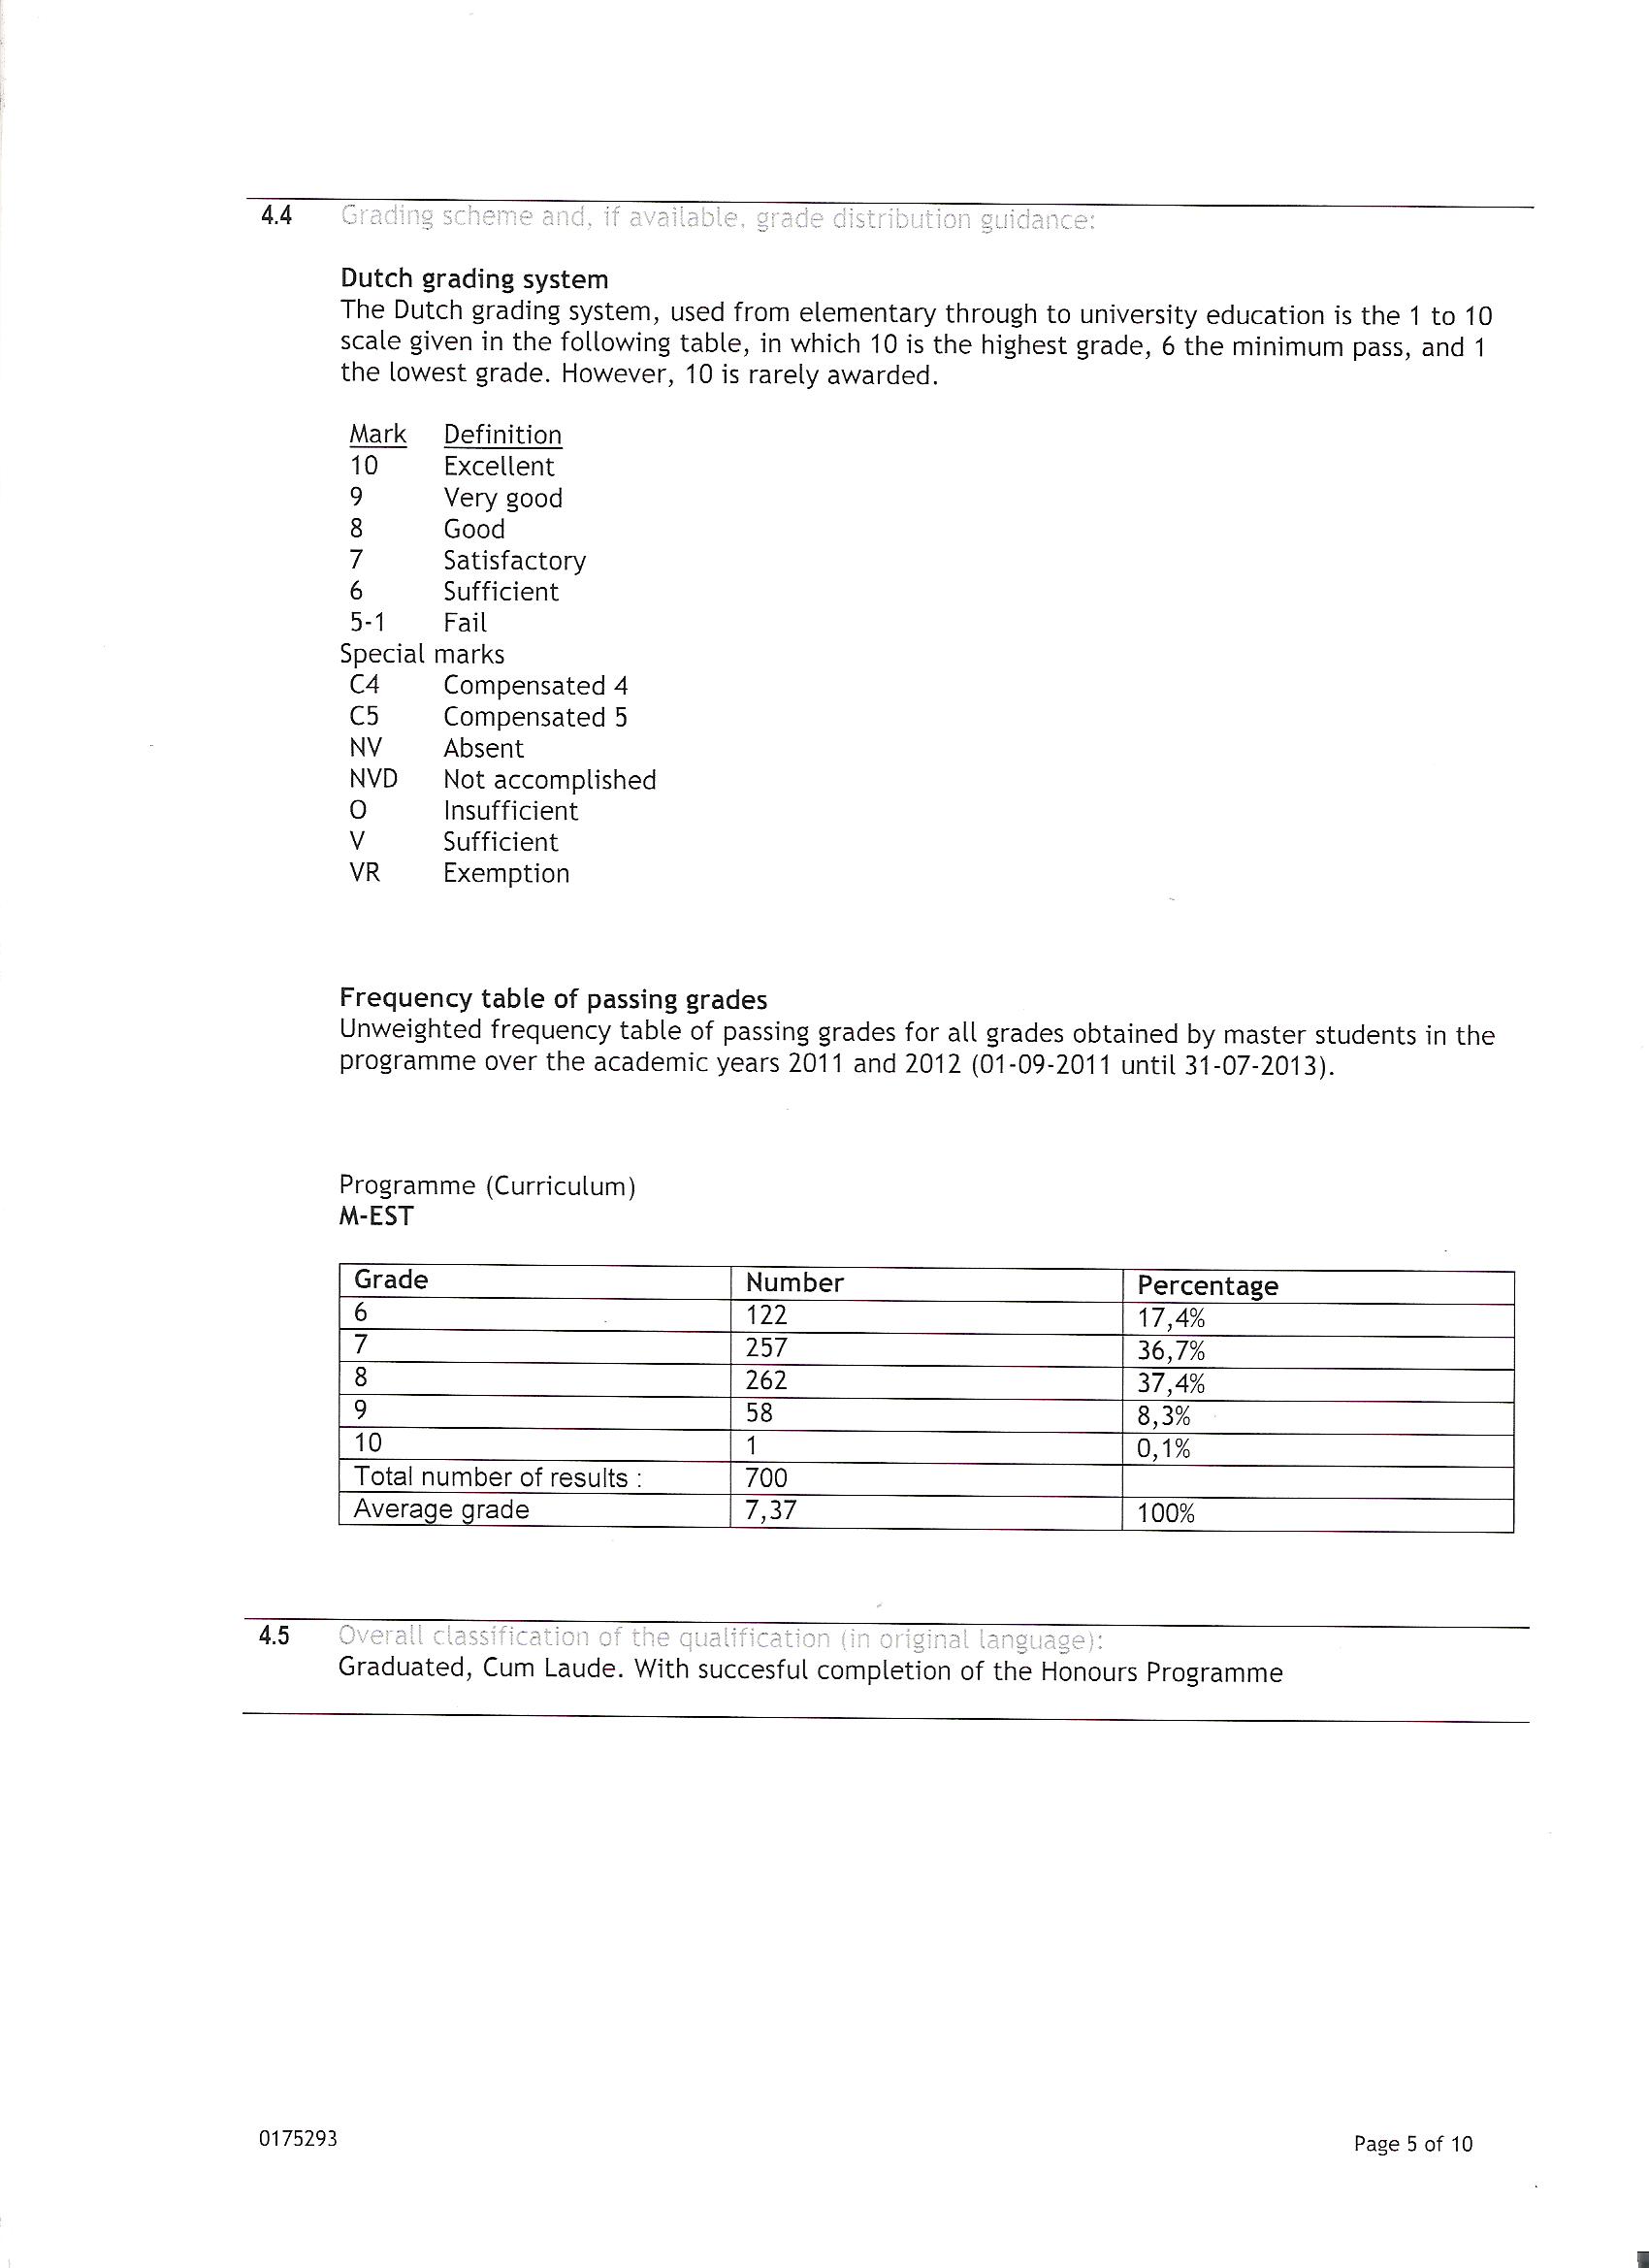 4.4 Grading scheme and, if available, grade distribution guidance:
Dutch grading system
The Dutch grading system, used from elementary through to university education is the 1 to 10
scale given in the following table, in which 10 is the highest grade, 6 the minimum pass, and 1
the lowest grade. However, 10 is rarely awarded.
Mark Definition
10 Excellent
9 Very good
8 Good
7 Satisfactory
6 Sufficient
5-1 Fail
Special marks
C4 Compensated 4
C5 Compensated 5
NV Absent
NVD Not accomplished
O Insufficient
V Sufficient
VR Exemption
Frequency table of passing grades
Unweighted frequency table of passing grades for all grades obtained by master students in the
programme over the academic years 2011 and 2012 (01-09-2011 until 31-07-2013).
Programme (Curriculum)
M-EST
Grade Number Percentage
6 122 17,4%
7 257 36,7%
8 262 37,4%
9 58 8,3%
10 1 0,1%
Total number of results : 700
Average grade 7,37 100%
4.5 Overall classification of the qualification (in original language):
Graduated, Cum Laude. With succesful completion of the Honours Programme
0175293 Page 5 of 10